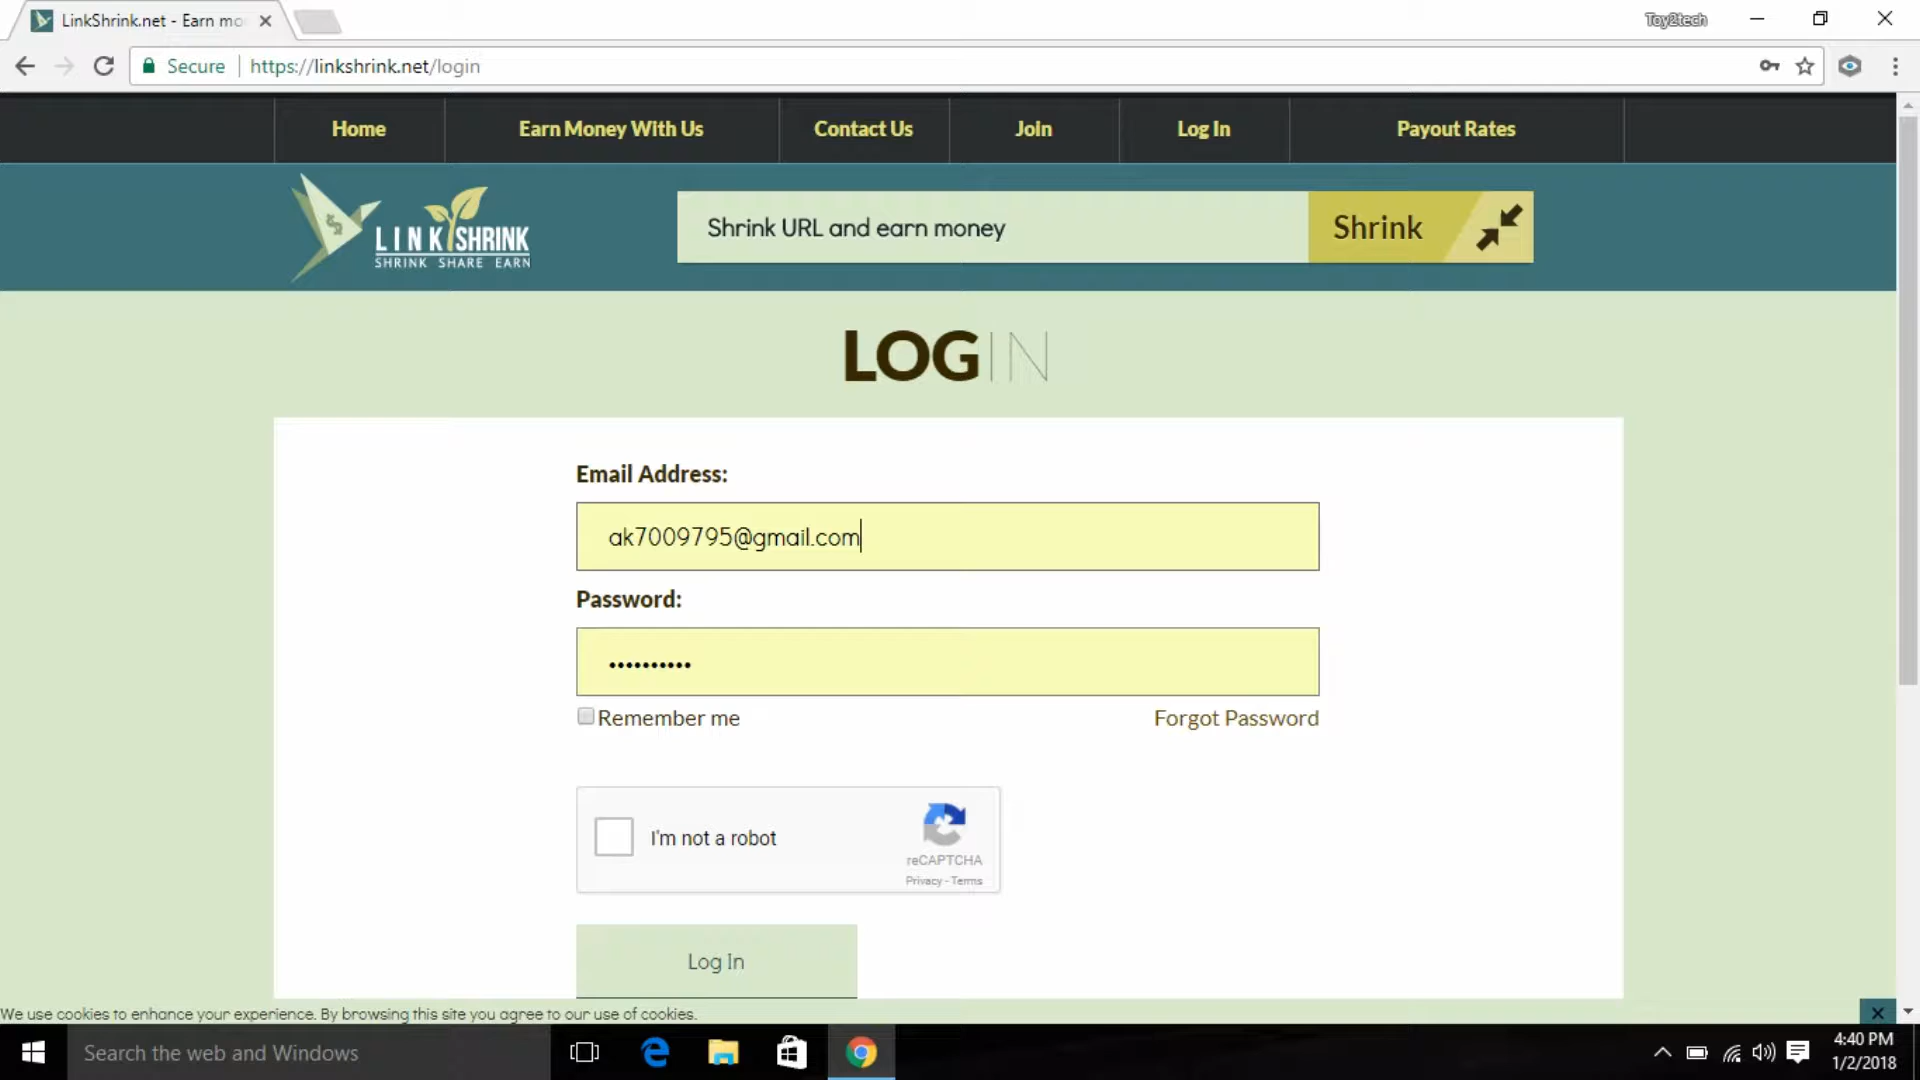 LinkShrink.net - Earn mo
Toy2tech
Secure
https://linkshrink.net/login
Home
Earn Money With Us
Contact Us
Join
Log In
Payout Rates
LINK SHRINK
SHRINK SHARE EARN
Shrink URL and earn money
Shrink
LOGIN
Email Address:
ak7009795@gmail.com
Password:
••••••••••
Remember me
Forgot Password
I'm not a robot
reCAPTCHA
Privacy - Terms
Log In
We use cookies to enhance your experience. By browsing this site you agree to our use of cookies.
Search the web and Windows
4:40 PM
1/2/2018